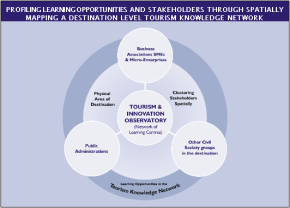 PROFILING LEARNING OPPORTUNITIES AND STAKEHOLDERS THROUGH SPATIALLY
MAPPING A DESTINATION LEVEL TOURISM KNOWLEDGE NETWORK
Business
Associations SMEs
& Micro-Enterprises
Physical
Area of
Destination
Clustering
Stakeholders
Spatially
TOURISM &
INNOVATION
OBSERVATORY
(Network of
Learning Centres)
Public
Administrations
Other Civil
Society groups
in the destination
Learning Opportunities in the
Tourism Knowledge Network